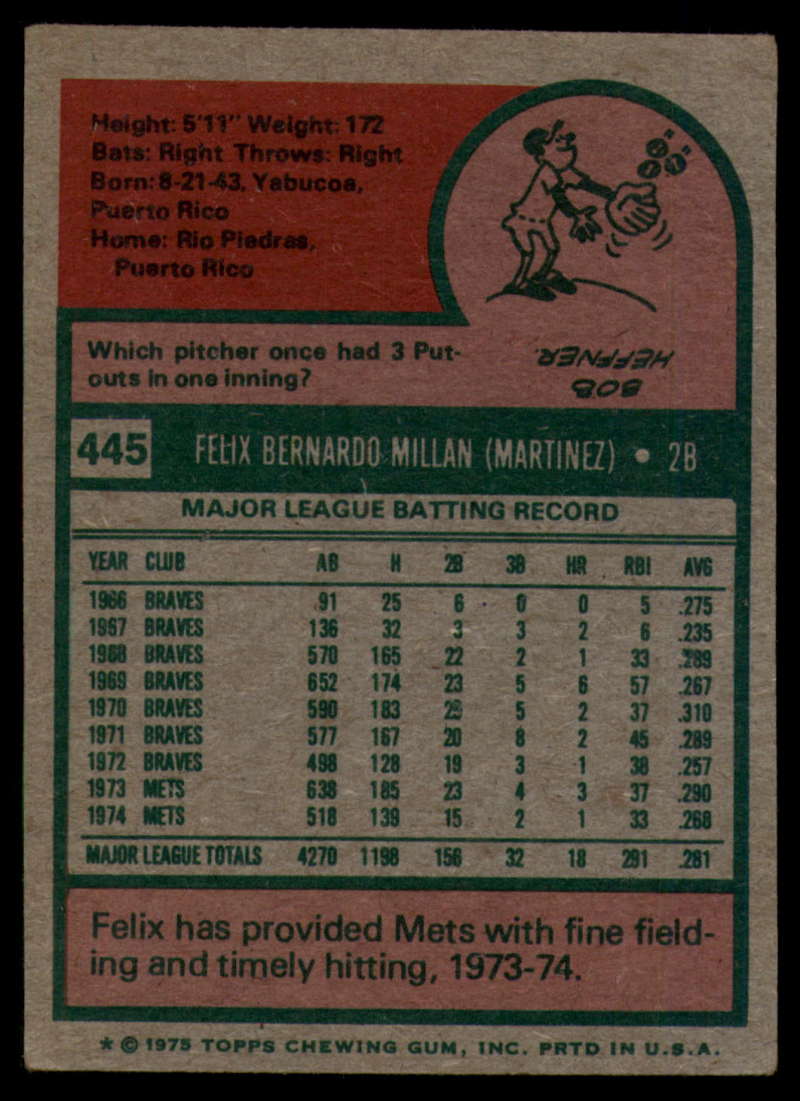 Height: 5'11" Weight: 172
Bats: Right Throws: Right
Born: 8-21-43, Yabucoa,
Puerto Rico
Home: Rio Piedras,
Puerto Rico
Which pitcher once had 3 Put-
outs in one inning?
BOB
HEFFNER.
445 FELIX BERNARDO MILLAN (MARTINEZ) • 2B
MAJOR LEAGUE BATTING RECORD
YEAR CLUB AB H 2B 3B HR RBI AVG
1966 BRAVES 91 25 6 0 0 5 .275
1967 BRAVES 136 32 3 3 2 6 .235
1968 BRAVES 570 165 22 2 1 33 .289
1969 BRAVES 652 174 23 5 6 57 .267
1970 BRAVES 590 183 25 5 2 37 .310
1971 BRAVES 577 167 20 8 2 45 .289
1972 BRAVES 498 128 19 3 1 38 .257
1973 METS 638 185 23 4 3 37 .290
1974 METS 518 139 15 2 1 33 .268
MAJOR LEAGUE TOTALS 4270 1198 156 32 18 291 .281
Felix has provided Mets with fine field-
ing and timely hitting, 1973-74.
* © 1975 TOPPS CHEWING GUM, INC. PRTD IN U.S.A.